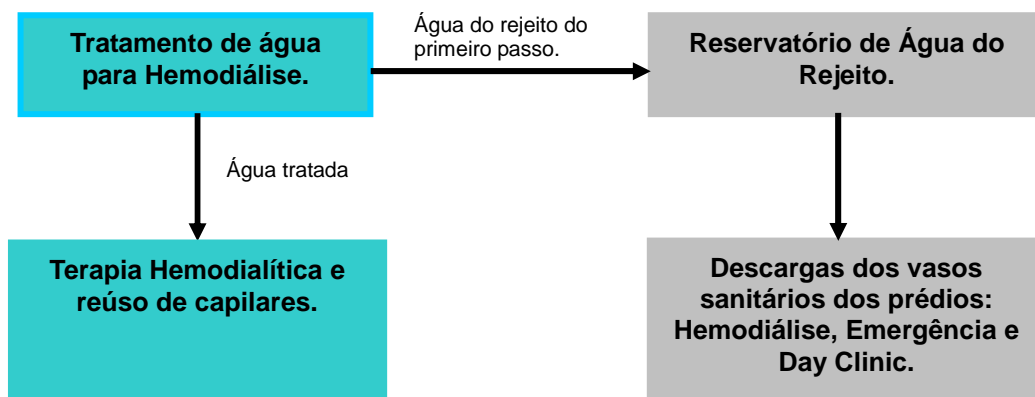 Tratamento de água
para Hemodiálise.
Água do rejeito do
primeiro passo.
Reservatório de Água do
Rejeito.
Água tratada
Terapia Hemodialítica e
reúso de capilares.
Descargas dos vasos
sanitários dos prédios:
Hemodiálise, Emergência e
Day Clinic.